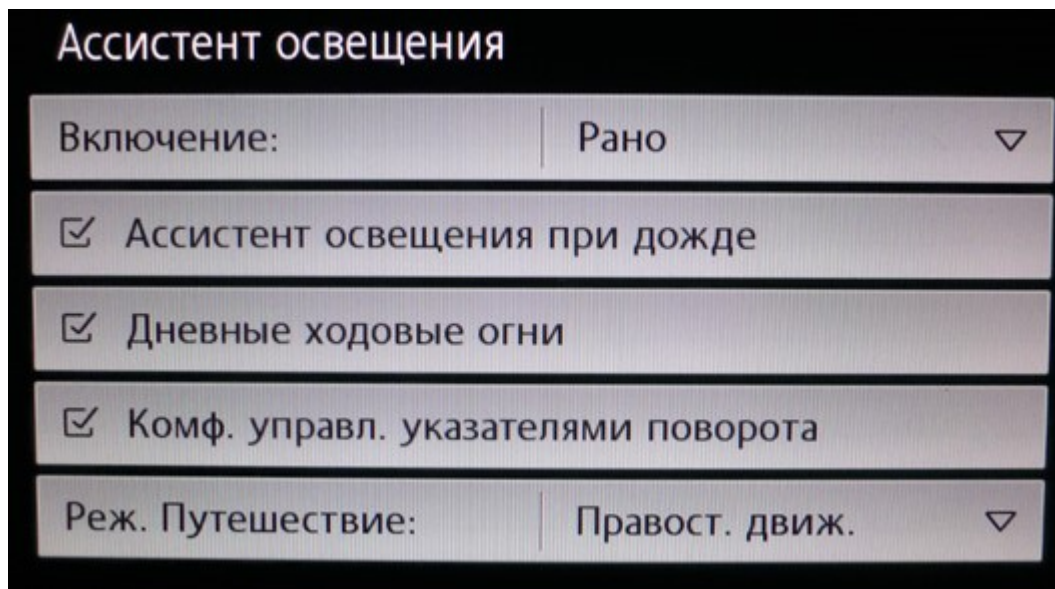 Ассистент освещения
Включение: Рано
Ассистент освещения при дожде
Дневные ходовые огни
Комф. управл. указателями поворота
Реж. Путешествие: Правост. движ.